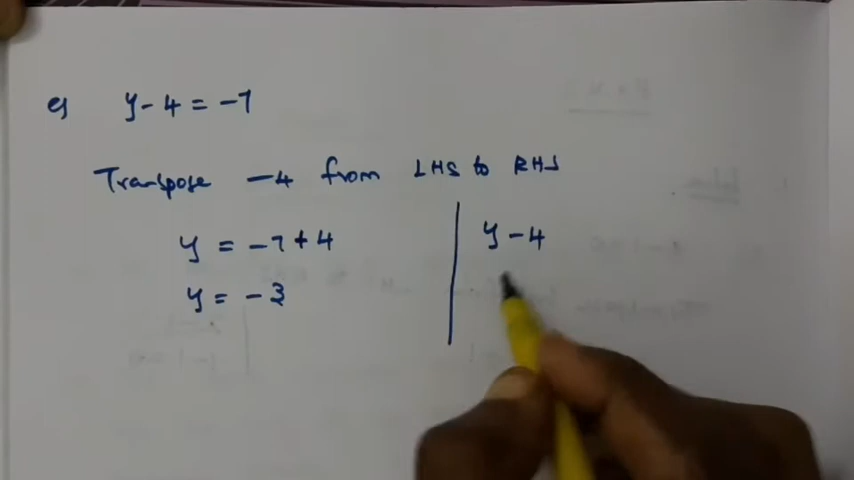 e) y - 4 = -7
Transpose -4 from LHS to RHS
y = -7 + 4
y = -3
y - 4